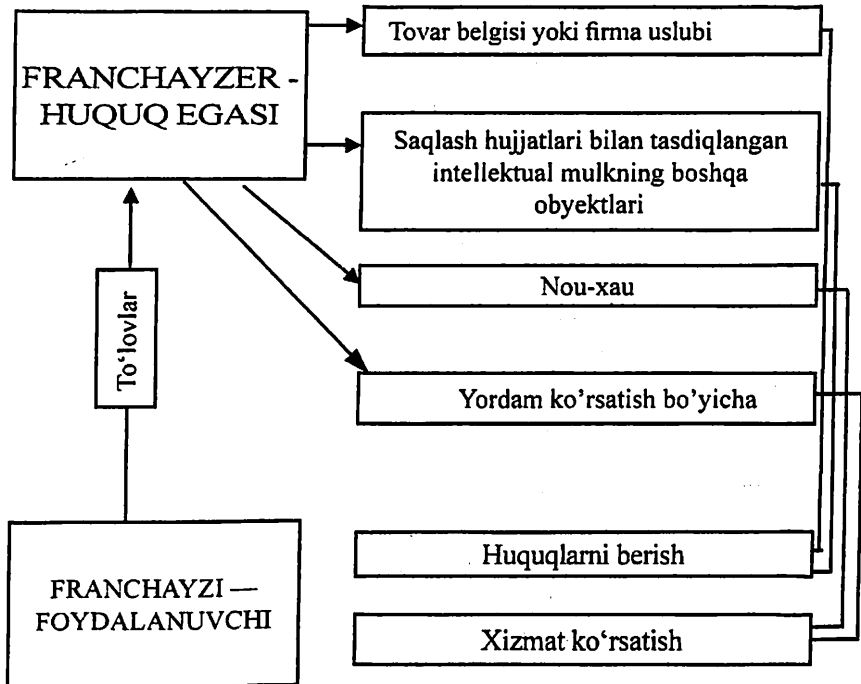 FRANCHAYZER -
HUQUQ EGASI
Tovar belgisi yoki firma uslubi
Saqlash hujjatlari bilan tasdiqlangan
intellektual mulkning boshqa
obyektlari
Nou-xau
To‘lovlar
Yordam ko’rsatish bo’yicha
Huquqlarni berish
FRANCHAYZI —
FOYDALANUVCHI
Xizmat ko‘rsatish